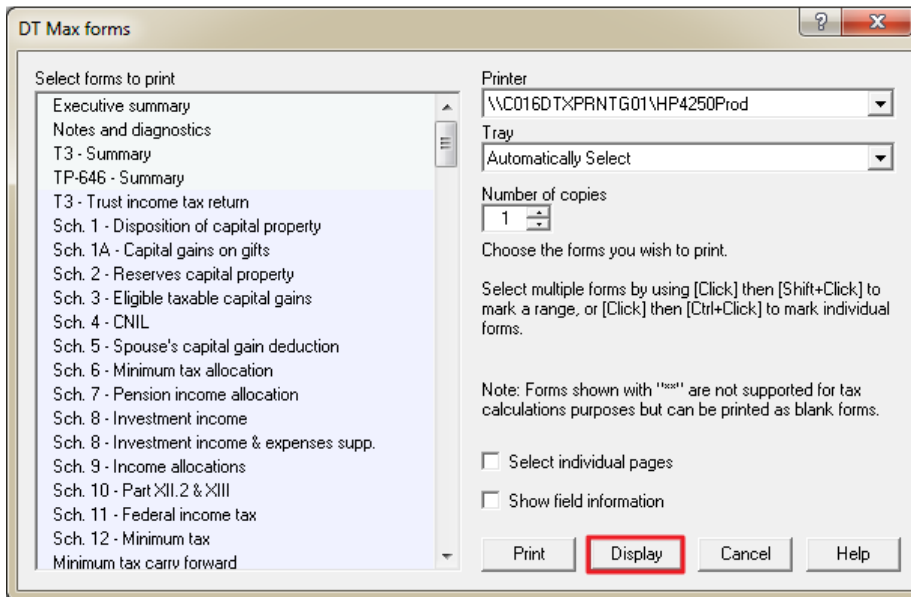 DT Max forms
Select forms to print
Executive summary
Notes and diagnostics
T3 - Summary
TP-646 - Summary
T3 - Trust income tax return
Sch. 1 - Disposition of capital property
Sch. 1A - Capital gains on gifts
Sch. 2 - Reserves capital property
Sch. 3 - Eligible taxable capital gains
Sch. 4 - CNIL
Sch. 5 - Spouse's capital gain deduction
Sch. 6 - Minimum tax allocation
Sch. 7 - Pension income allocation
Sch. 8 - Investment income
Sch. 8 - Investment income & expenses supp.
Sch. 9 - Income allocations
Sch. 10 - Part XII.2 & XIII
Sch. 11 - Federal income tax
Sch. 12 - Minimum tax
Minimum tax carry forward
Printer
\\C016DTXPRNTG01\HP4250Prod
Tray
Automatically Select
Number of copies
1
Choose the forms you wish to print.
Select multiple forms by using [Click] then [Shift+Click] to
mark a range, or [Click] then [Ctrl+Click] to mark individual
forms.
Note: Forms shown with "**" are not supported for tax
calculations purposes but can be printed as blank forms.
Select individual pages
Show field information
Print
Display
Cancel
Help